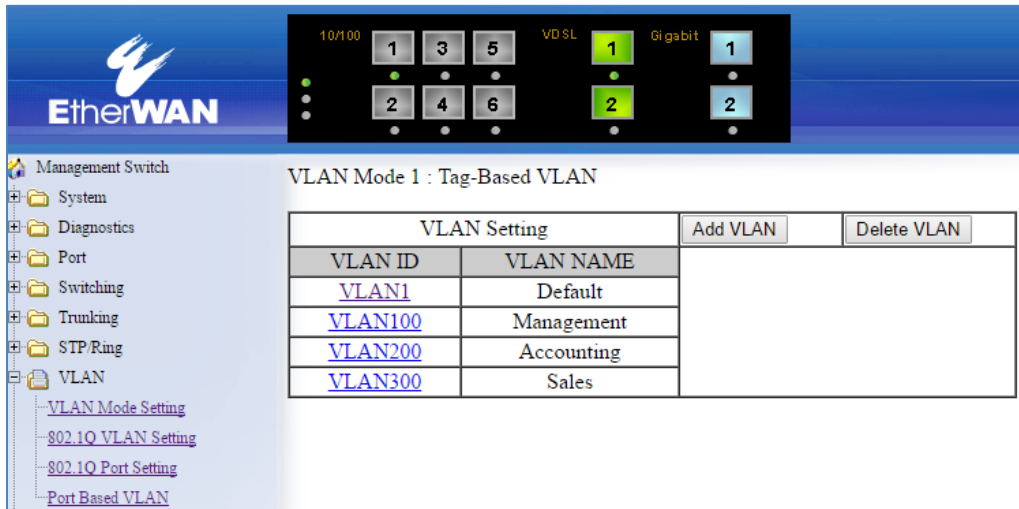 10/100 1 3 5 VDSL 1 Gigabit 1
2 4 6 2 2
EtherWAN
Management Switch
System
Diagnostics
Port
Switching
Trunking
STP/Ring
VLAN
VLAN Mode Setting
802.1Q VLAN Setting
802.1Q Port Setting
Port Based VLAN
VLAN Mode 1 : Tag-Based VLAN
VLAN Setting Add VLAN Delete VLAN
VLAN ID VLAN NAME
VLAN1 Default
VLAN100 Management
VLAN200 Accounting
VLAN300 Sales